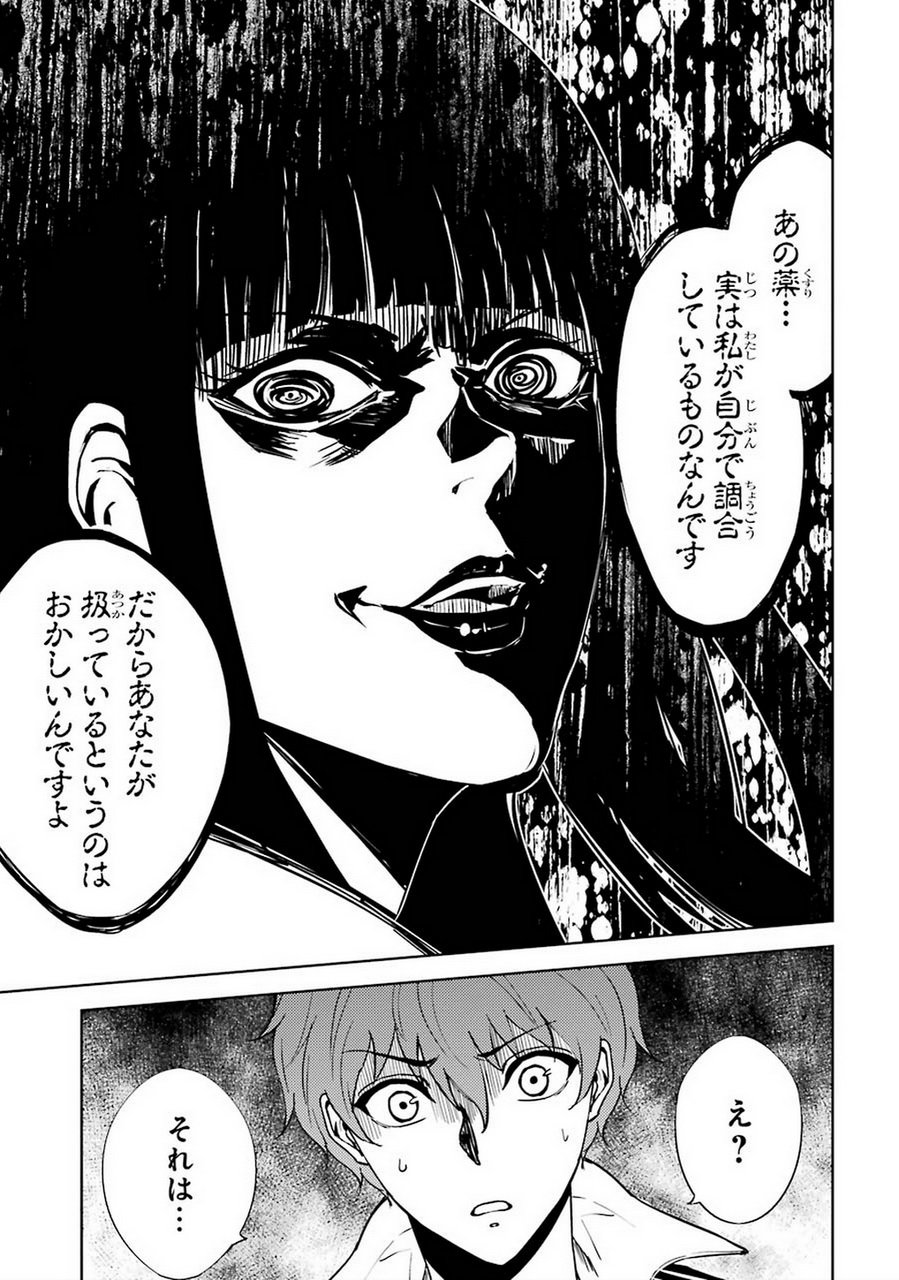 あの薬…
実は私が自分で調合
しているものなんです
だからあなたが
扱っているというのは
おかしいんですよ
え?
それは…